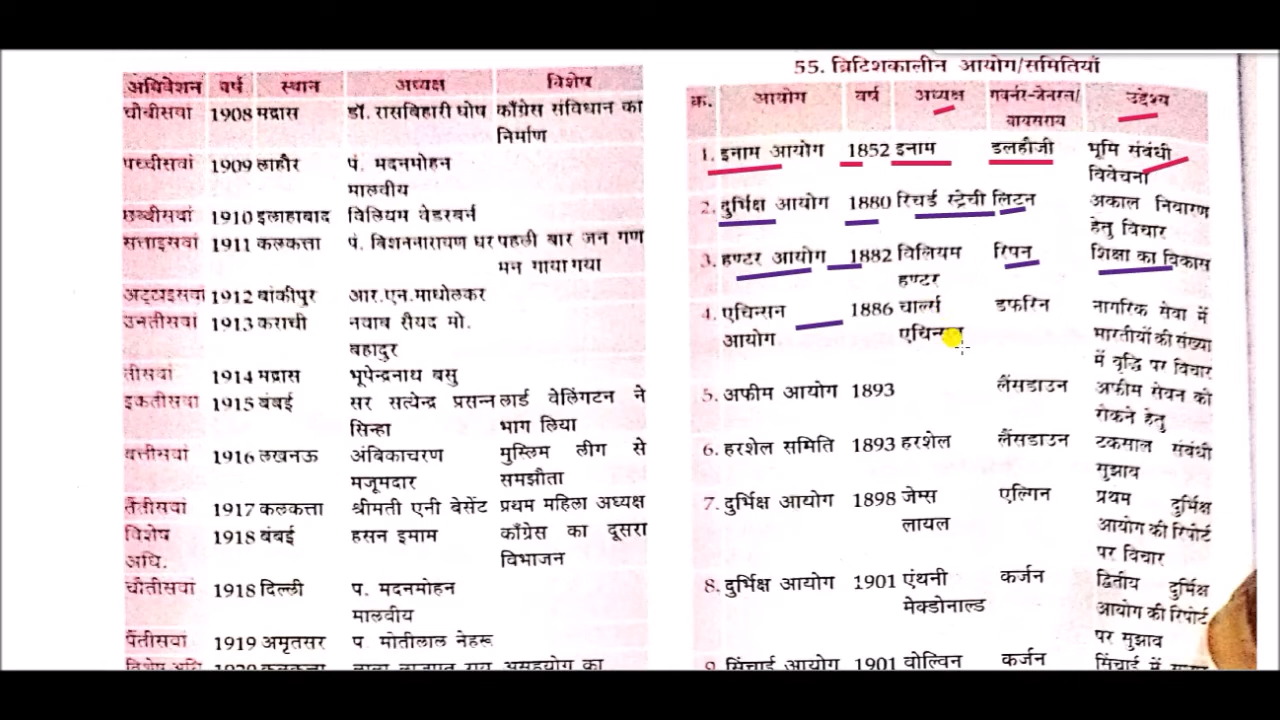 अधिवेशन वर्ष स्थान अध्यक्ष विशेष
चौबीसवां 1908 मद्रास डॉ. रासबिहारी घोष काँग्रेस संविधान का
निर्माण
पच्चीसवां 1909 लाहौर पं. मदनमोहन
मालवीय
छब्बीसवां 1910 इलाहाबाद विलियम वेडरबर्न
सत्ताइसवां 1911 कलकत्ता पं. बिशननारायण धर पहली बार जन गण
मन गाया गया
अट्ठाइसवां 1912 बांकीपुर आर.एन.माधोलकर
उनतीसवां 1913 कराची नवाब सैयद मो.
बहादुर
तीसवां 1914 मद्रास भूपेन्द्रनाथ बसु
इकतीसवां 1915 बंबई सर सत्येन्द्र प्रसन्न लार्ड वेलिंगटन ने
सिन्हा भाग लिया
बत्तीसवां 1916 लखनऊ अंबिकाचरण मुस्लिम लीग से
मजूमदार समझौता
तैंतीसवां 1917 कलकत्ता श्रीमती एनी बेसेंट प्रथम महिला अध्यक्ष
विशेष 1918 बंबई हसन इमाम काँग्रेस का दूसरा
अधि. विभाजन
चौंतीसवां 1918 दिल्ली प. मदनमोहन
मालवीय
पैंतीसवां 1919 अमृतसर प. मोतीलाल नेहरू
विशेष अधि 1920 कलकत्ता लाला लाजपत राय असहयोग का
55. ब्रिटिशकालीन आयोग/समितियाँ
क्र. आयोग वर्ष अध्यक्ष गवर्नर-जेनरल/ उद्देश्य
वायसराय
1. इनाम आयोग 1852 इनाम डलहौजी भूमि संबंधी
विवेचना
2. दुर्भिक्ष आयोग 1880 रिचर्ड स्ट्रेची लिटन अकाल निवारण
हेतु विचार
3. हण्टर आयोग 1882 विलियम रिपन शिक्षा का विकास
हण्टर
4. एचिन्सन 1886 चार्ल्स डफरिन नागरिक सेवा में
आयोग एचिन्सन भारतीयों की संख्या
में वृद्धि पर विचार
5. अफीम आयोग 1893 लैंसडाउन अफीम सेवन को
रोकने हेतु
6. हरशेल समिति 1893 हरशेल लैंसडाउन टकसाल संबंधी
सुझाव
7. दुर्भिक्ष आयोग 1898 जेम्स एल्गिन प्रथम दुर्भिक्ष
लायल आयोग की रिपोर्ट
पर विचार
8. दुर्भिक्ष आयोग 1901 एंथनी कर्जन द्वितीय दुर्भिक्ष
मेक्डोनाल्ड आयोग की रिपोर्ट
पर सुझाव
9. सिंचाई आयोग 1901 वोल्विन कर्जन सिंचाई में